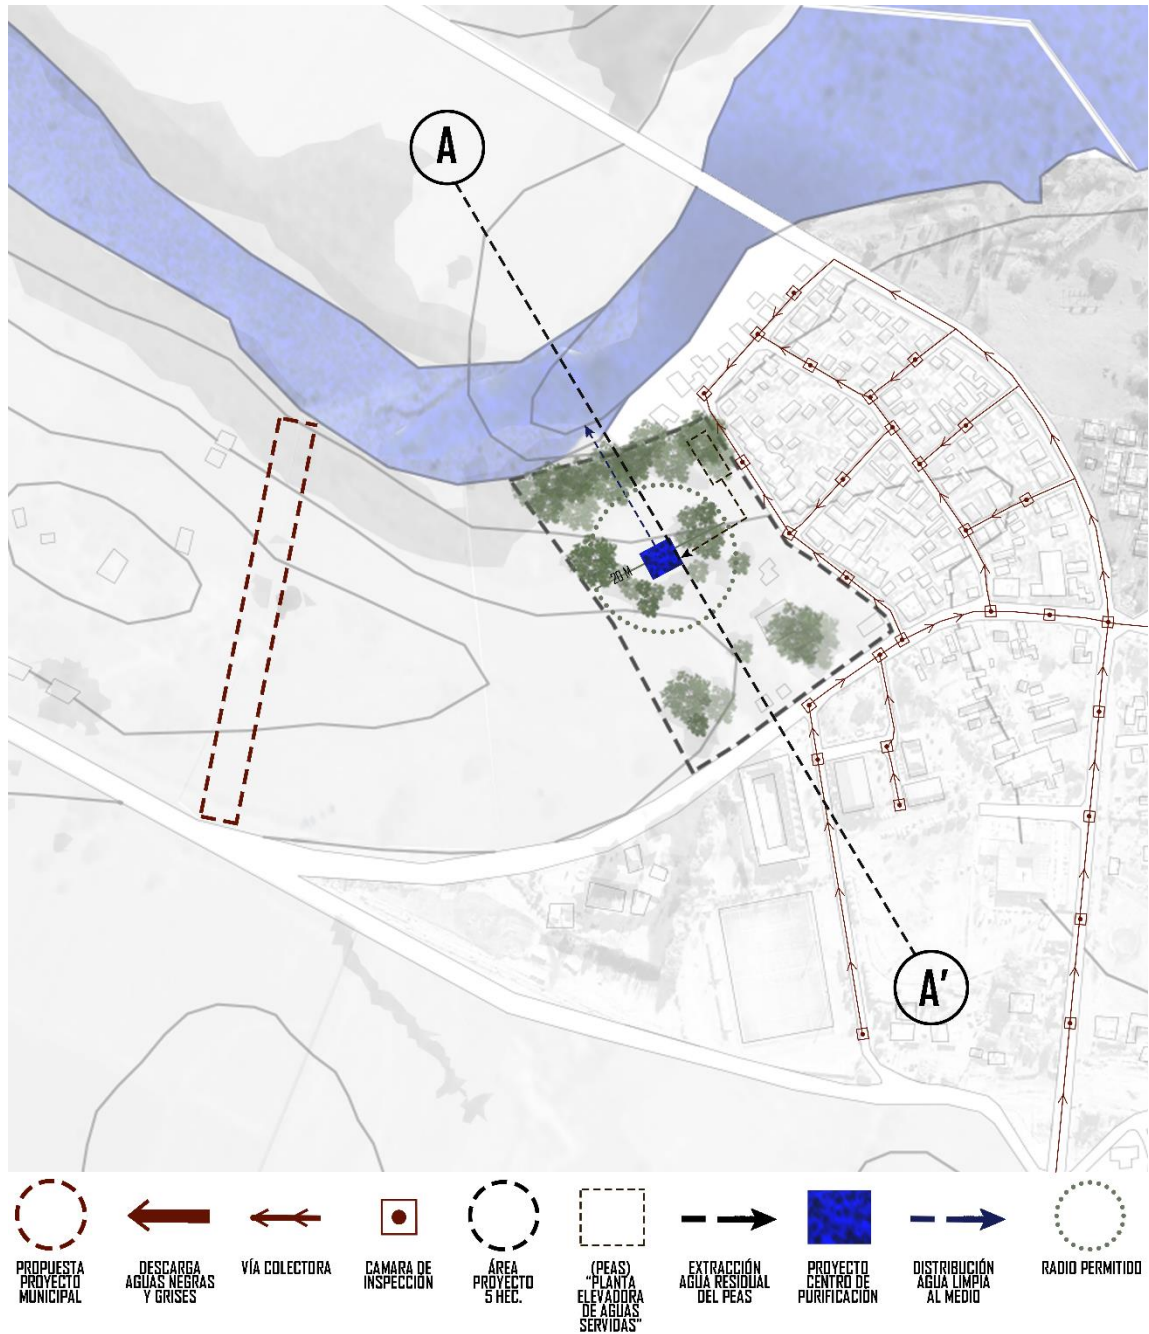 A
20 M
A'
PROPUESTA
PROYECTO
MUNICIPAL
DESCARGA
AGUAS NEGRAS
Y GRISES
VÍA COLECTORA
CAMARA DE
INSPECCIÓN
ÁREA
PROYECTO
5 HEC.
(PEAS)
"PLANTA
ELEVADORA
DE AGUAS
SERVIDAS"
EXTRACCIÓN
AGUA RESIDUAL
DEL PEAS
PROYECTO
CENTRO DE
PURIFICACIÓN
DISTRIBUCIÓN
AGUA LIMPIA
AL MEDIO
RADIO PERMITIDO